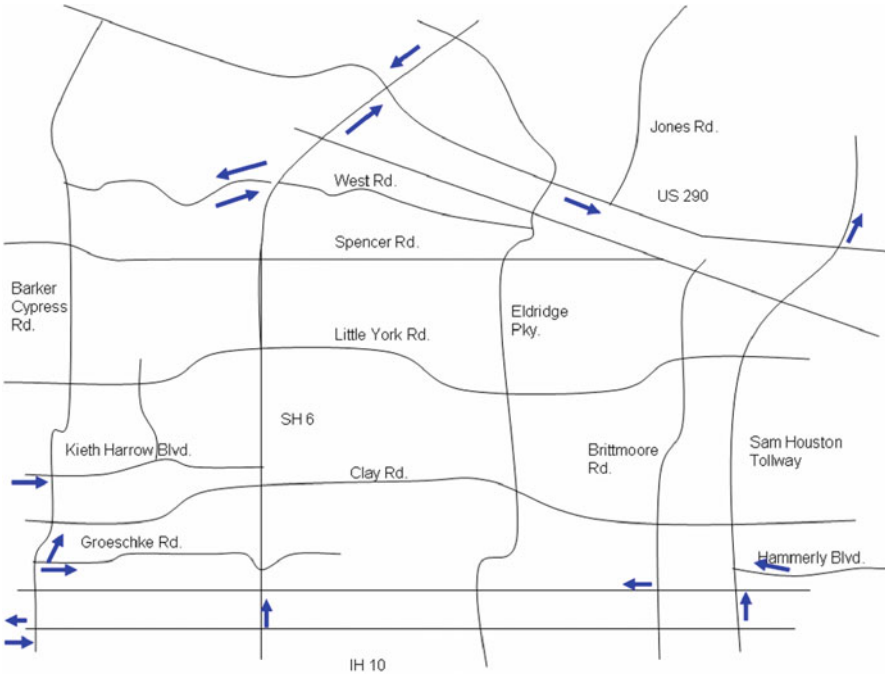 Jones Rd.
West Rd.
US 290
Spencer Rd.
Barker
Cypress
Rd.
Eldridge
Pky.
Little York Rd.
SH 6
Kieth Harrow Blvd.
Brittmoore
Rd.
Sam Houston
Tollway
Clay Rd.
Groeschke Rd.
Hammerly Blvd.
IH 10